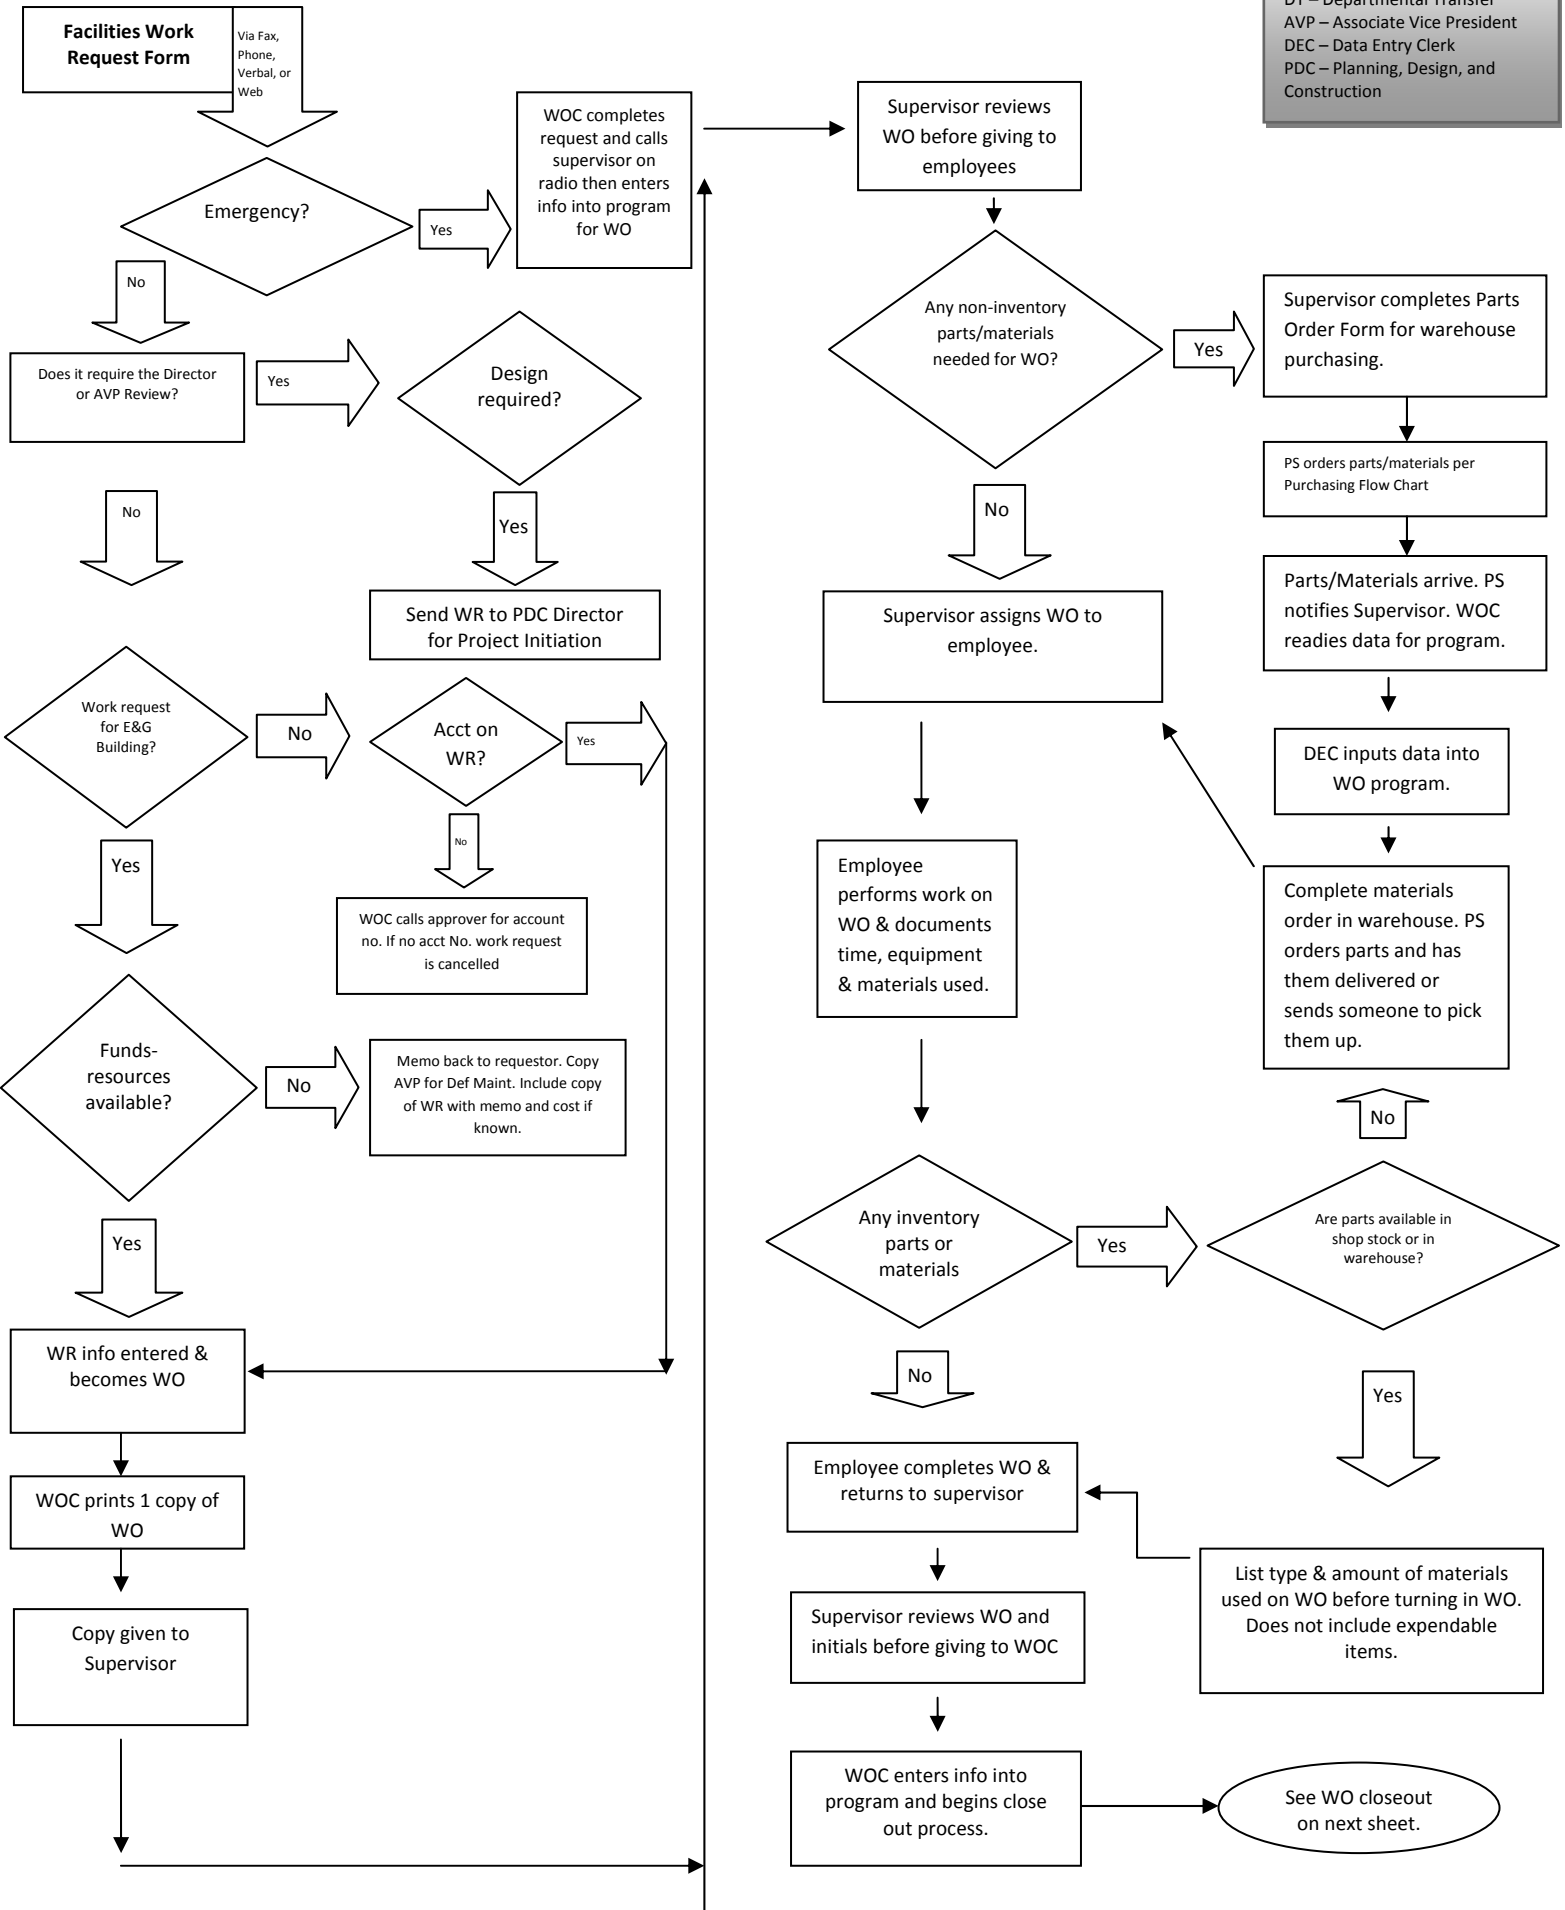 Facilities Work
Request Form
Via Fax,
Phone,
Verbal, or
Web
Emergency?
Yes
WOC completes
request and calls
supervisor on
radio then enters
info into program
for WO
No
Does it require the Director
or AVP Review?
Yes
Design
required?
Yes
Send WR to PDC Director
for Project Initiation
No
Work request
for E&G
Building?
No
Acct on
WR?
Yes
No
WOC calls approver for account
no. If no acct No. work request
is cancelled
Yes
Funds-
resources
available?
No
Memo back to requestor. Copy
AVP for Def Maint. Include copy
of WR with memo and cost if
known.
Yes
WR info entered &
becomes WO
WOC prints 1 copy of
WO
Copy given to
Supervisor
DT – Departmental Transfer
AVP – Associate Vice President
DEC – Data Entry Clerk
PDC – Planning, Design, and
Construction
Supervisor reviews
WO before giving to
employees
Any non-inventory
parts/materials
needed for WO?
Yes
Supervisor completes Parts
Order Form for warehouse
purchasing.
PS orders parts/materials per
Purchasing Flow Chart
Parts/Materials arrive. PS
notifies Supervisor. WOC
readies data for program.
DEC inputs data into
WO program.
Complete materials
order in warehouse. PS
orders parts and has
them delivered or
sends someone to pick
them up.
No
Supervisor assigns WO to
employee.
Employee
performs work on
WO & documents
time, equipment
& materials used.
Any inventory
parts or
materials
Yes
Are parts available in
shop stock or in
warehouse?
No
Yes
List type & amount of materials
used on WO before turning in WO.
Does not include expendable
items.
No
Employee completes WO &
returns to supervisor
Supervisor reviews WO and
initials before giving to WOC
WOC enters info into
program and begins close
out process.
See WO closeout
on next sheet.